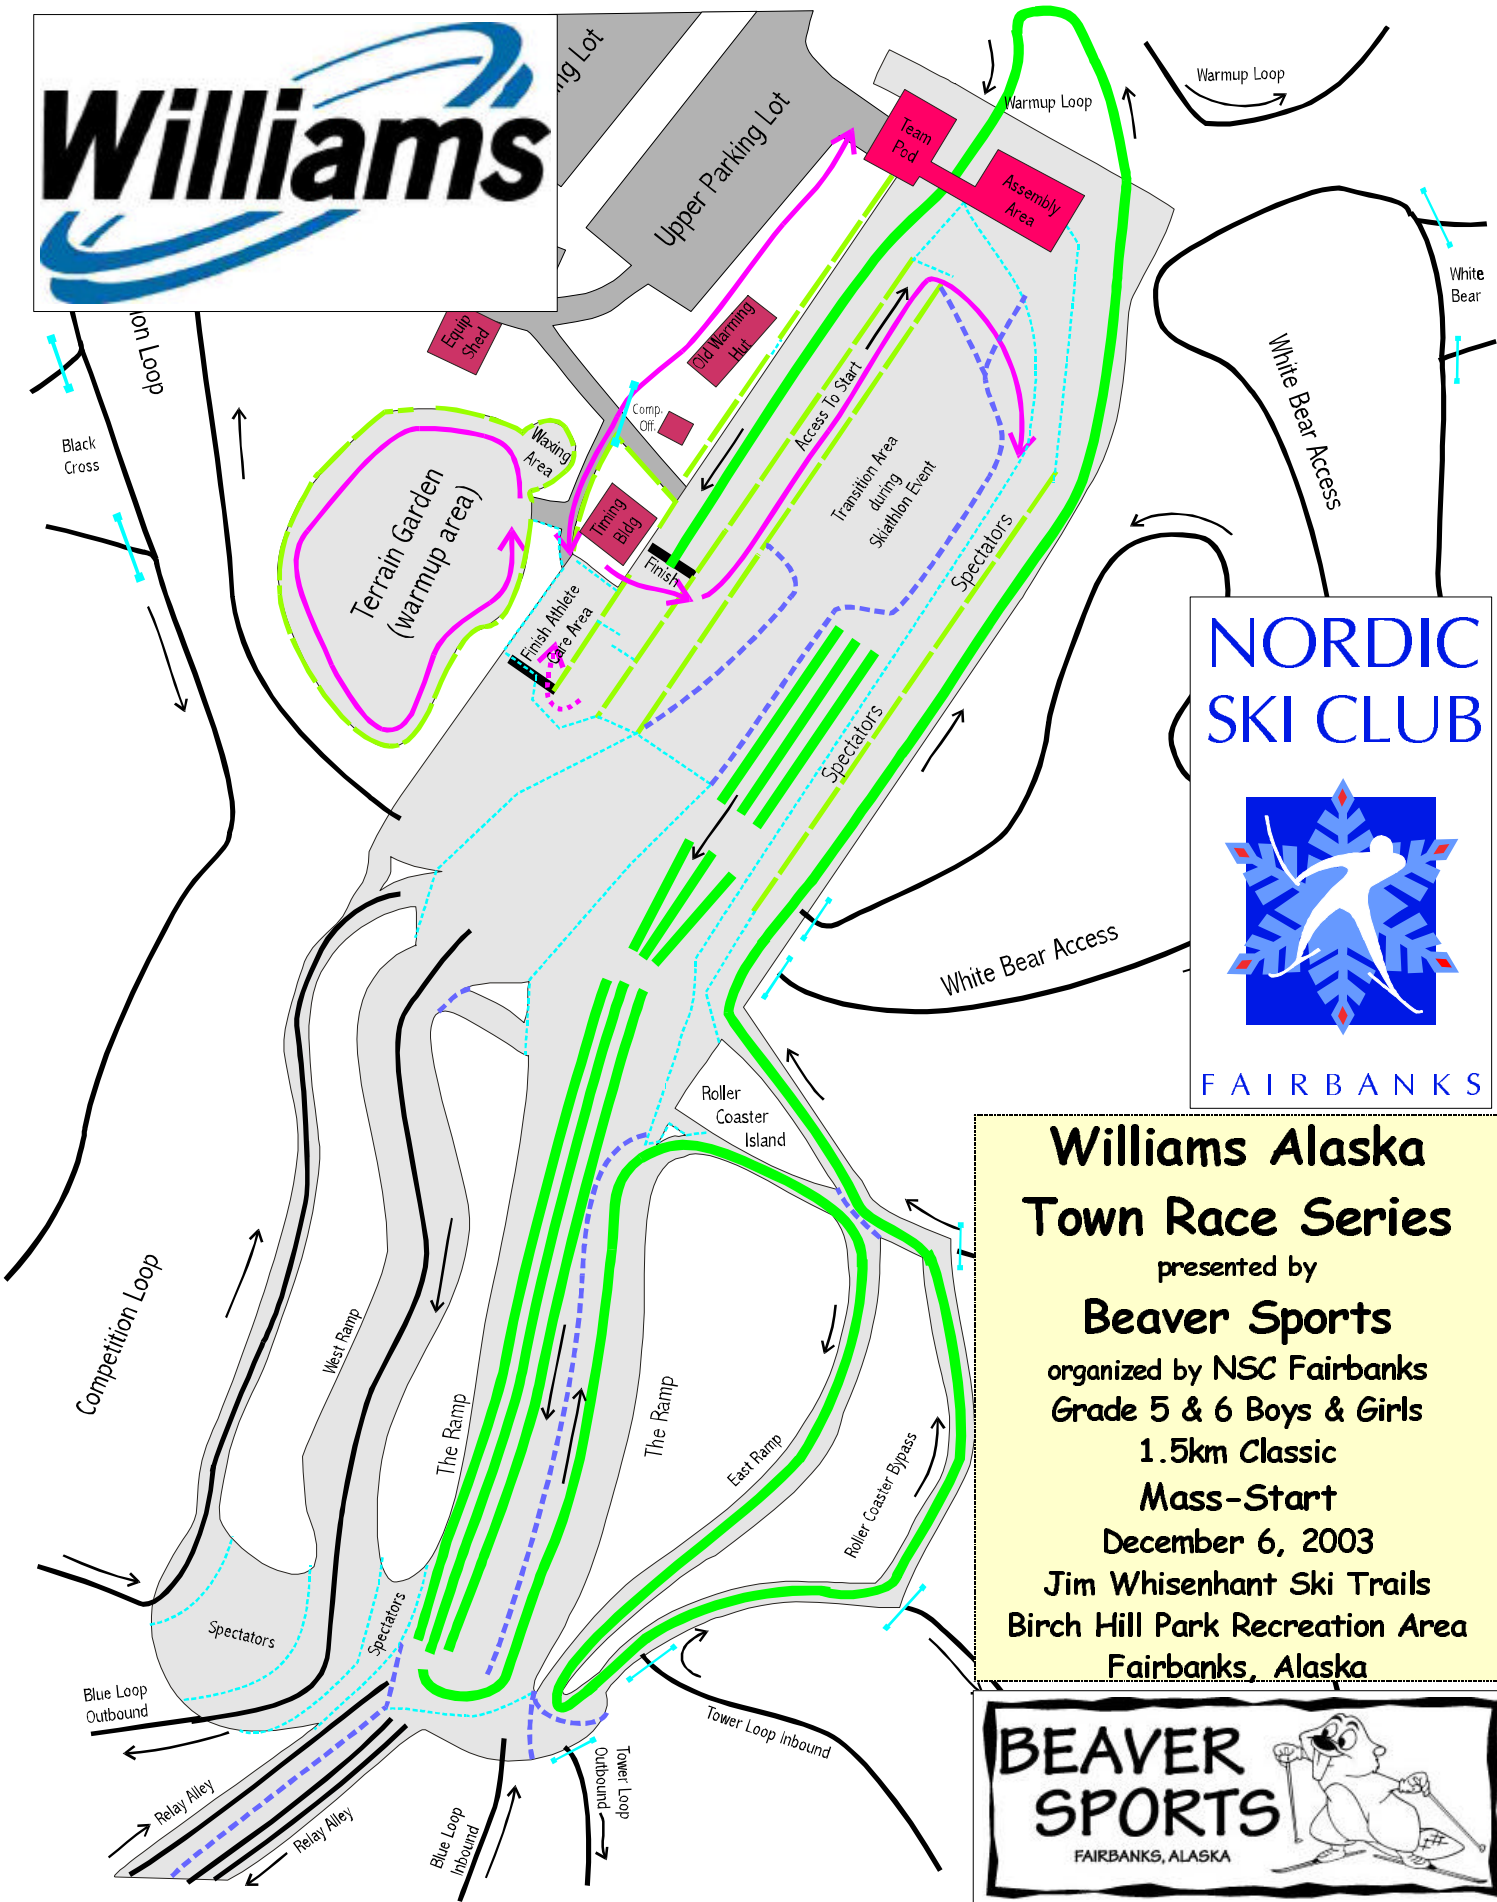 Williams
ng Lot
Upper Parking Lot
Team
Pod
Assembly
Area
Warmup Loop
Warmup Loop
White
Bear
White Bear Access
Equip
Shed
Old Warming
Hut
Comp.
Off.
Timing
Bldg
Finish
Access To Start
Transition Area
during
Skiathlon Event
Spectators
Spectators
on Loop
Black
Cross
Waxing
Area
Terrain Garden
(warmup area)
Finish Athlete
Care Area
White Bear Access
Roller
Coaster
Island
Competition Loop
West Ramp
The Ramp
The Ramp
East Ramp
Roller Coaster Bypass
Spectators
Spectators
Blue Loop
Outbound
Relay Alley
Relay Alley
Blue Loop
Inbound
Tower Loop
Outbound
Tower Loop Inbound
NORDIC
SKI CLUB
FAIRBANKS
Williams Alaska
Town Race Series
presented by
Beaver Sports
organized by NSC Fairbanks
Grade 5 & 6 Boys & Girls
1.5km Classic
Mass-Start
December 6, 2003
Jim Whisenhant Ski Trails
Birch Hill Park Recreation Area
Fairbanks, Alaska
BEAVER
SPORTS
FAIRBANKS, ALASKA